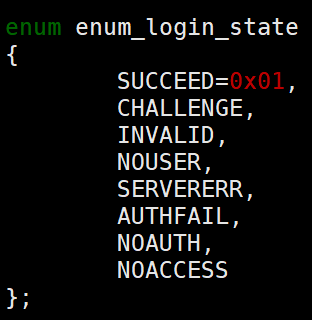 enum enum_login_state
{
        SUCCEED=0x01,
        CHALLENGE,
        INVALID,
        NOUSER,
        SERVERERR,
        AUTHFAIL,
        NOAUTH,
        NOACCESS
};